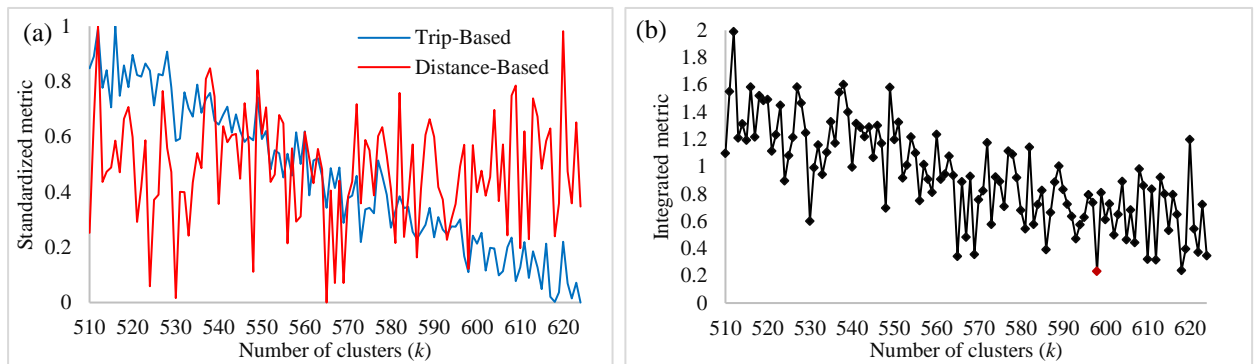 (a)
Trip-Based
Distance-Based
Standardized metric
1
0.8
0.6
0.4
0.2
0
510 520 530 540 550 560 570 580 590 600 610 620
Number of clusters (k)
(b)
Integrated metric
2
1.8
1.6
1.4
1.2
1
0.8
0.6
0.4
0.2
0
510 520 530 540 550 560 570 580 590 600 610 620
Number of clusters (k)